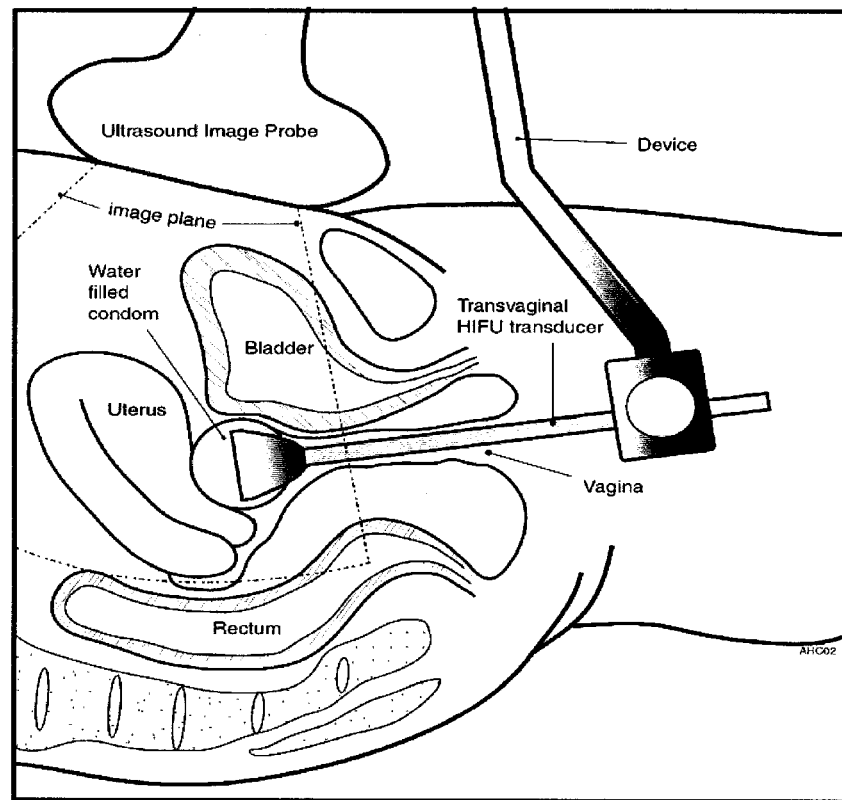 Ultrasound Image Probe
Device
image plane
Water
filled
condom
Transvaginal
HIFU transducer
Bladder
Uterus
Vagina
Rectum
AHC02